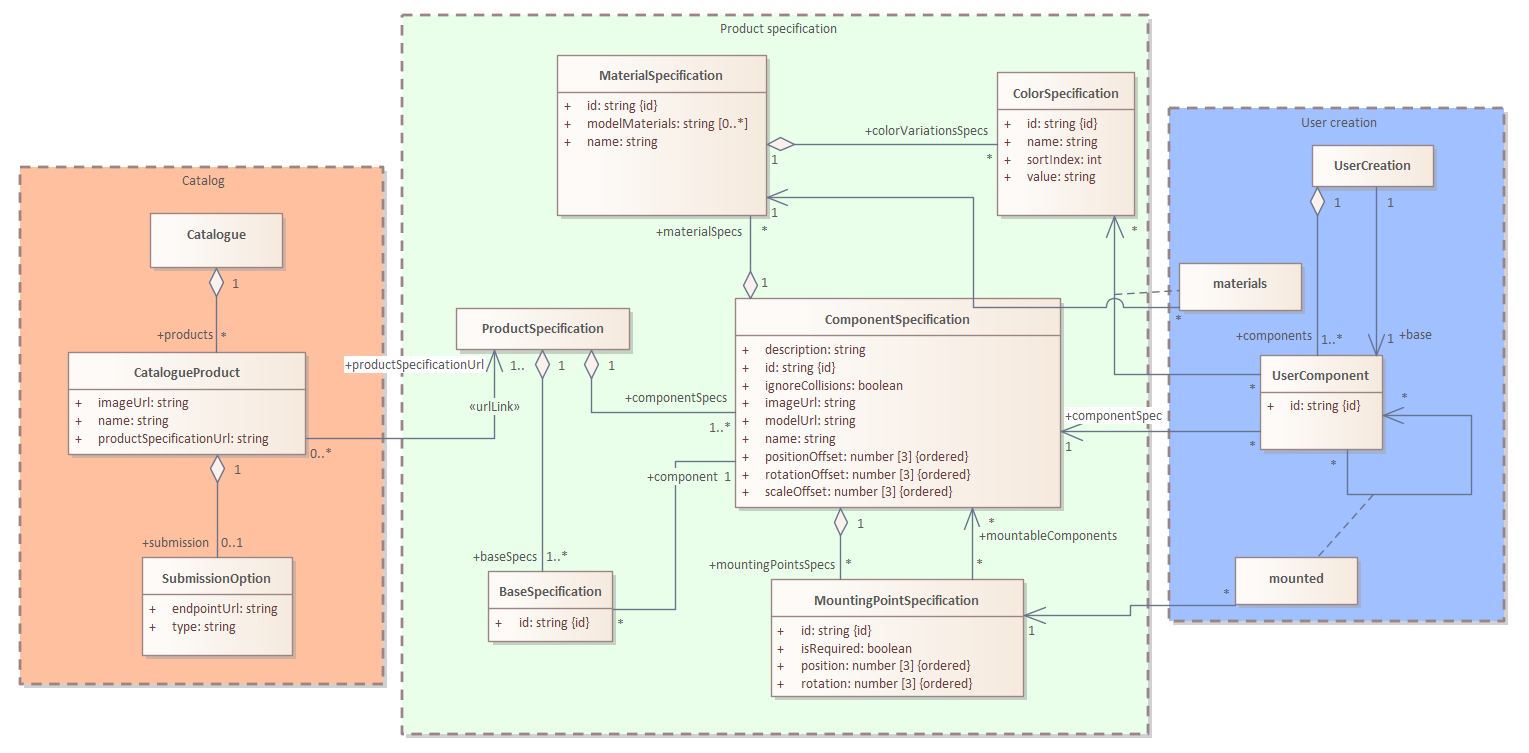 Catalog
Catalogue
1
+products *
CatalogueProduct
+ imageUrl: string
+ name: string
+ productSpecificationUrl: string
0..*
1
+submission 0..1
SubmissionOption
+ endpointUrl: string
+ type: string
Product specification
MaterialSpecification
+ id: string {id}
+ modelMaterials: string [0..*]
+ name: string
1
+colorVariationsSpecs
*
ColorSpecification
+ id: string {id}
+ name: string
+ sortIndex: int
+ value: string
1
*
+materialSpecs *
1
ProductSpecification
+productSpecificationUrl 1..
1
1
«urlLink»
+componentSpecs
1..*
ComponentSpecification
+ description: string
+ id: string {id}
+ ignoreCollisions: boolean
+ imageUrl: string
+ modelUrl: string
+ name: string
+ positionOffset: number [3] {ordered}
+ rotationOffset: number [3] {ordered}
+ scaleOffset: number [3] {ordered}
+component 1
+baseSpecs 1..*
BaseSpecification
+ id: string {id}
*
1
*
+mountableComponents
+mountingPointsSpecs *
*
MountingPointSpecification
+ id: string {id}
+ isRequired: boolean
+ position: number [3] {ordered}
+ rotation: number [3] {ordered}
1
+componentSpec
1
User creation
UserCreation
1
1
materials
*
+components 1..*
1 +base
UserComponent
+ id: string {id}
*
*
*
*
mounted
*